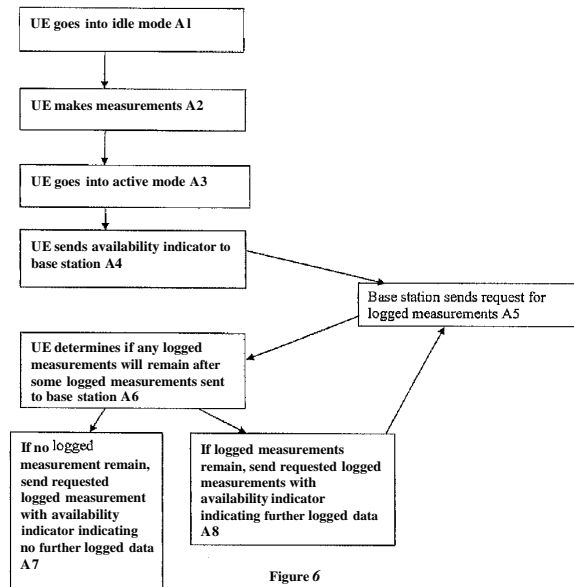 UE goes into idle mode A1
UE makes measurements A2
UE goes into active mode A3
UE sends availability indicator to
base station A4
Base station sends request for
logged measurements A5
UE determines if any logged
measurements will remain after
some logged measurements sent
to base station A6
If no logged
measurement remain,
send requested
logged measurement
with availability
indicator indicating
no further logged data
A7
If logged measurements
remain, send requested logged
measurements with
availability indicator
indicating further logged data
A8
Figure 6